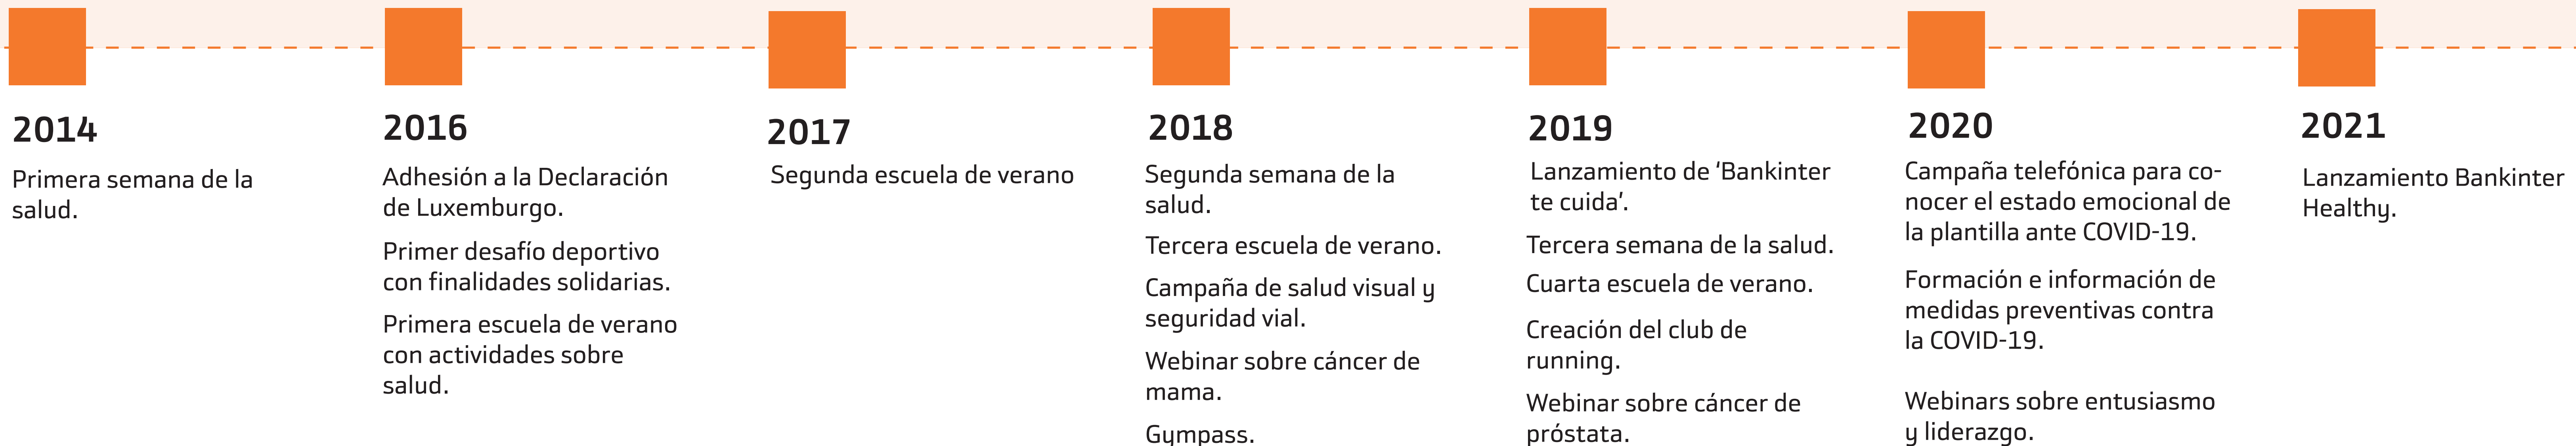 2014
Primera semana de la
salud.
2016
Adhesión a la Declaración
de Luxemburgo.
Primer desafío deportivo
con finalidades solidarias.
Primera escuela de verano
con actividades sobre
salud.
2017
Segunda escuela de verano
2018
Segunda semana de la
salud.
Tercera escuela de verano.
Campaña de salud visual y
seguridad vial.
Webinar sobre cáncer de
mama.
Gympass.
2019
Lanzamiento de ‘Bankinter
te cuida’.
Tercera semana de la salud.
Cuarta escuela de verano.
Creación del club de
running.
Webinar sobre cáncer de
próstata.
2020
Campaña telefónica para co-
nocer el estado emocional de
la plantilla ante COVID-19.
Formación e información de
medidas preventivas contra
la COVID-19.
Webinars sobre entusiasmo
y liderazgo.
2021
Lanzamiento Bankinter
Healthy.